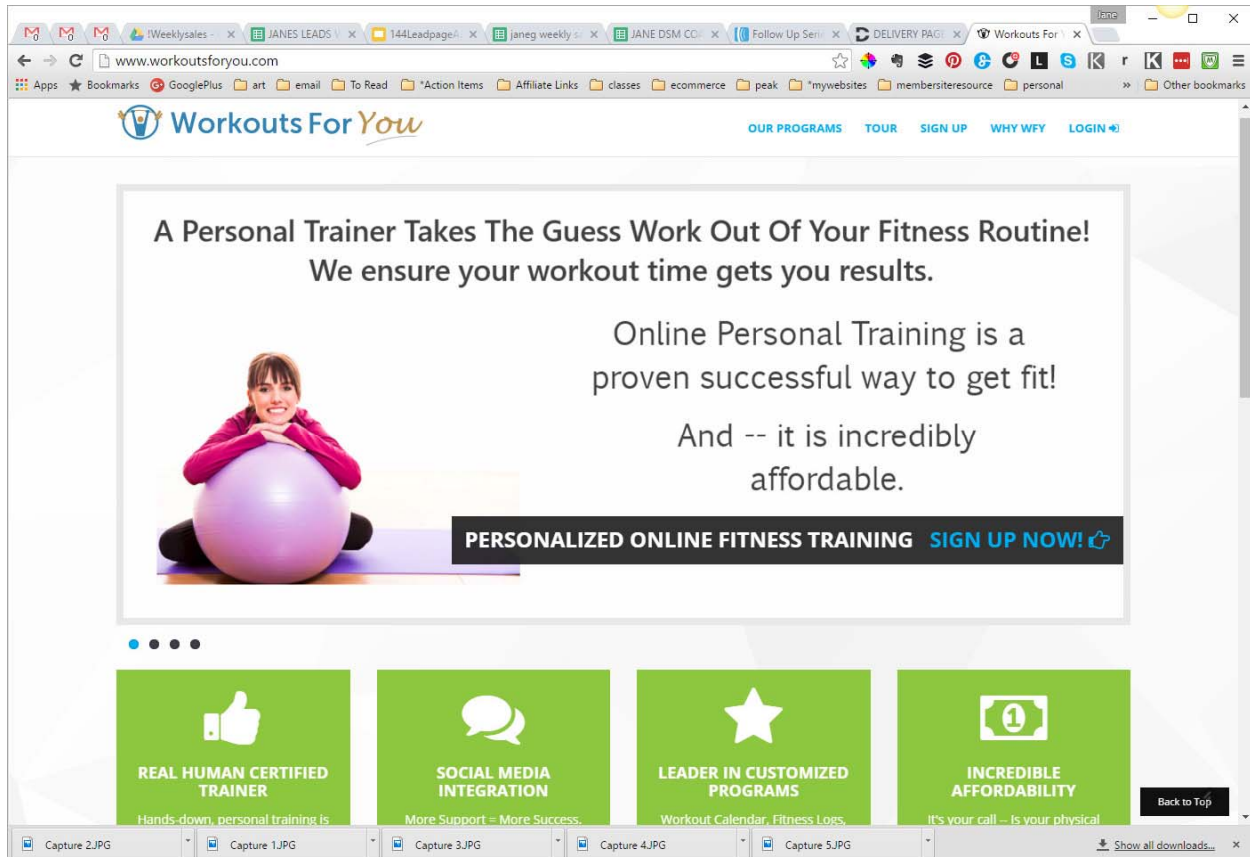 Jane
!Weeklysales -
JANES LEADS
144Leadpage
janeg weekly s
JANE DSM CO
Follow Up Seri
DELIVERY PAGE
Workouts For
www.workoutsforyou.com
Apps
Bookmarks
GooglePlus
art
email
To Read
*Action Items
Affiliate Links
classes
ecommerce
peak
*mywebsites
membersiteresource
personal
»
Other bookmarks
Workouts For You
OUR PROGRAMS
TOUR
SIGN UP
WHY WFY
LOGIN
A Personal Trainer Takes The Guess Work Out Of Your Fitness Routine!
We ensure your workout time gets you results.
Online Personal Training is a
proven successful way to get fit!
And -- it is incredibly
affordable.
PERSONALIZED ONLINE FITNESS TRAINING SIGN UP NOW!
REAL HUMAN CERTIFIED
TRAINER
Hands-down, personal training is
SOCIAL MEDIA
INTEGRATION
More Support = More Success.
LEADER IN CUSTOMIZED
PROGRAMS
Workout Calendar, Fitness Logs,
1
INCREDIBLE
AFFORDABILITY
It's your call -- Is your physical
Back to Top
Capture 2.JPG
Capture 1.JPG
Capture 3.JPG
Capture 4.JPG
Capture 5.JPG
Show all downloads...